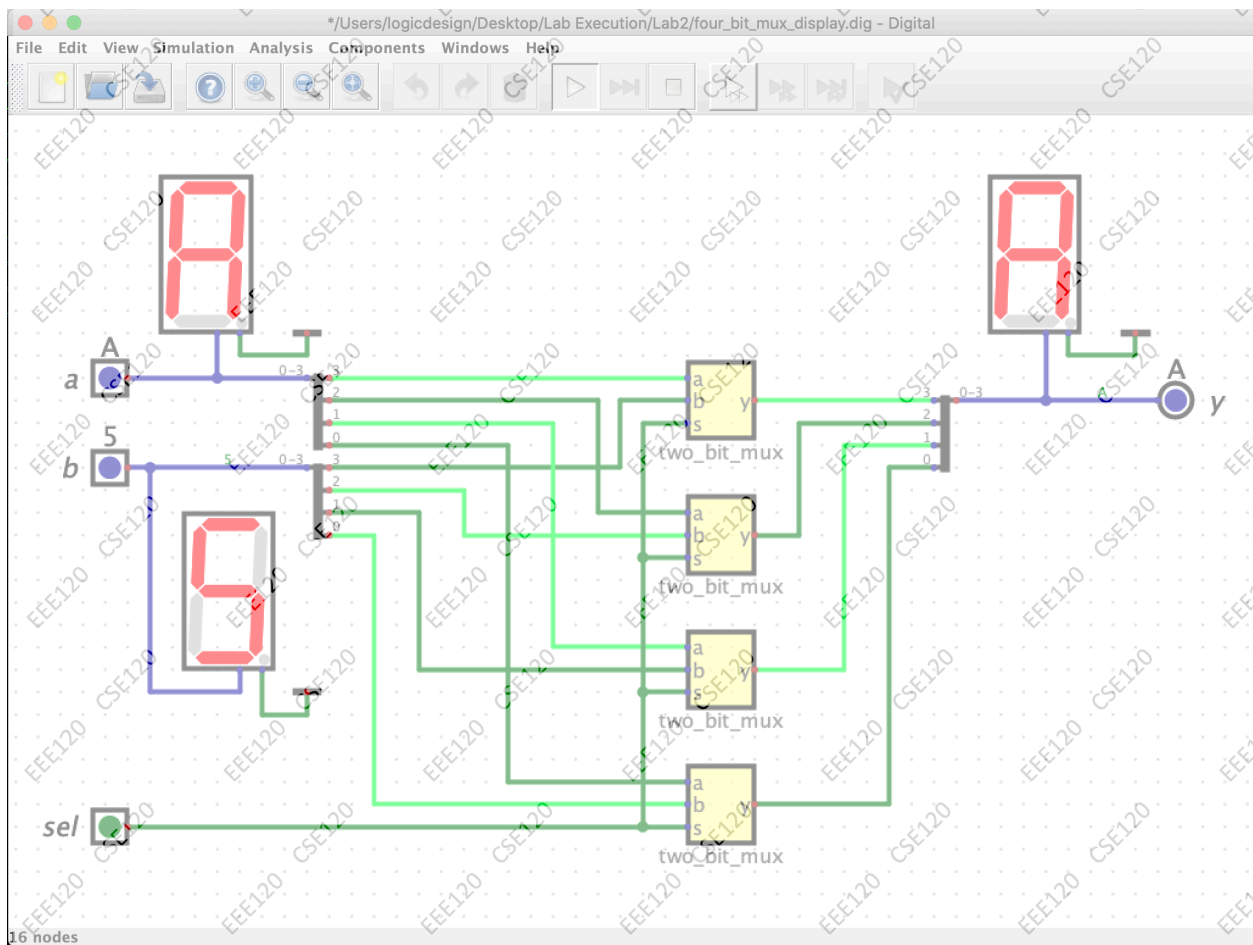 */Users/logicdesign/Desktop/Lab Execution/Lab2/four_bit_mux_display.dig - Digital
File Edit View Simulation Analysis Components Windows Help
A
a
0-3
3
2
1
0
5
b
5
0-3
3
2
1
0
a
b
s
y
two_bit_mux
a
b
s
y
two_bit_mux
a
b
s
y
two_bit_mux
a
b
s
y
two_bit_mux
sel
3
2
1
0
0-3
A
A
y
EEE120
CSE120
16 nodes